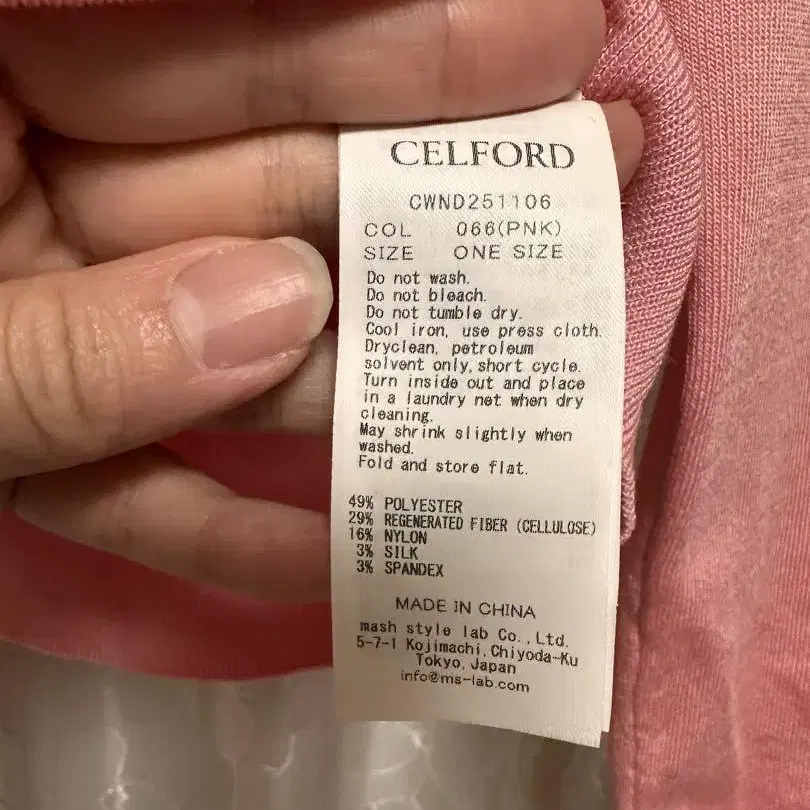 CELFORD
CWND251106
COL 066(PNK)
SIZE ONE SIZE
Do not wash.
Do not bleach.
Do not tumble dry.
Cool iron, use press cloth.
Dryclean, petroleum
solvent only, short cycle.
Turn inside out and place
in a laundry net when dry
cleaning.
May shrink slightly when
washed.
Fold and store flat.
49% POLYESTER
29% REGENERATED FIBER (CELLULOSE)
16% NYLON
3% SILK
3% SPANDEX
MADE IN CHINA
mash style lab Co.,Ltd.
5-7-1 Kojimachi,Chiyoda-Ku
Tokyo,Japan
info@ms-lab.com